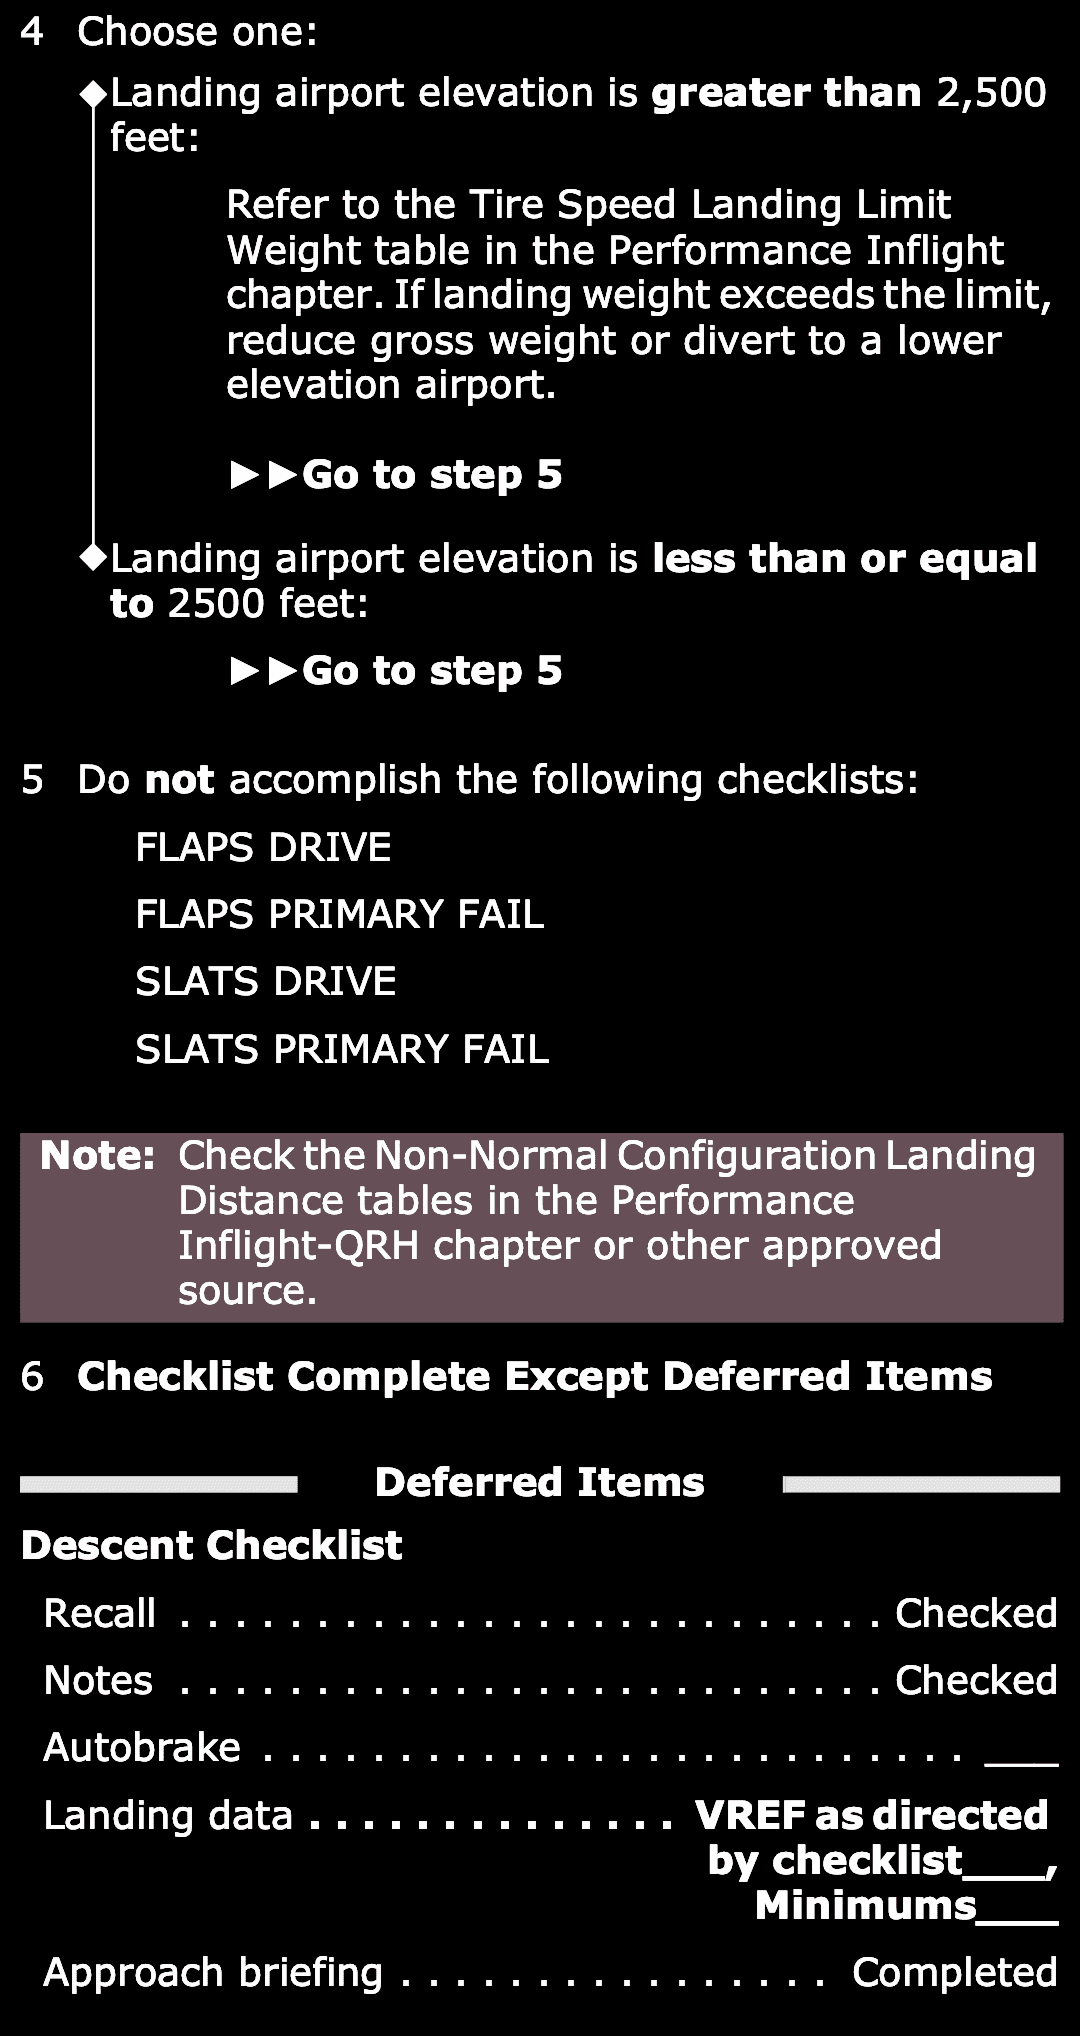 4 Choose one:
◆Landing airport elevation is greater than 2,500
feet:
Refer to the Tire Speed Landing Limit
Weight table in the Performance Inflight
chapter. If landing weight exceeds the limit,
reduce gross weight or divert to a lower
elevation airport.
►►Go to step 5
◆Landing airport elevation is less than or equal
to 2500 feet:
►►Go to step 5
5 Do not accomplish the following checklists:
FLAPS DRIVE
FLAPS PRIMARY FAIL
SLATS DRIVE
SLATS PRIMARY FAIL
Note: Check the Non-Normal Configuration Landing
Distance tables in the Performance
Inflight-QRH chapter or other approved
source.
6 Checklist Complete Except Deferred Items
Deferred Items
Descent Checklist
Recall . . . . . . . . . . . . . . . . . . . . . . . . . . Checked
Notes . . . . . . . . . . . . . . . . . . . . . . . . . . Checked
Autobrake . . . . . . . . . . . . . . . . . . . . . . . . . . ___
Landing data . . . . . . . . . . . . . . VREF as directed
by checklist___,
Minimums___
Approach briefing . . . . . . . . . . . . . . . . Completed